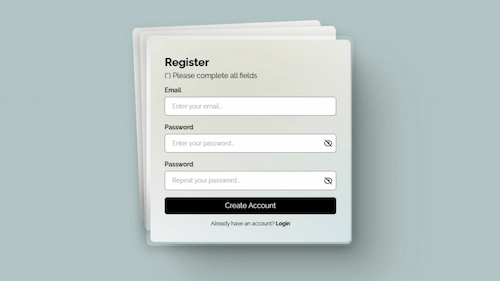 Register
(*) Please complete all fields
Email
Enter your email...
Password
Enter your password...
Password
Repeat your password...
Create Account
Already have an account? Login